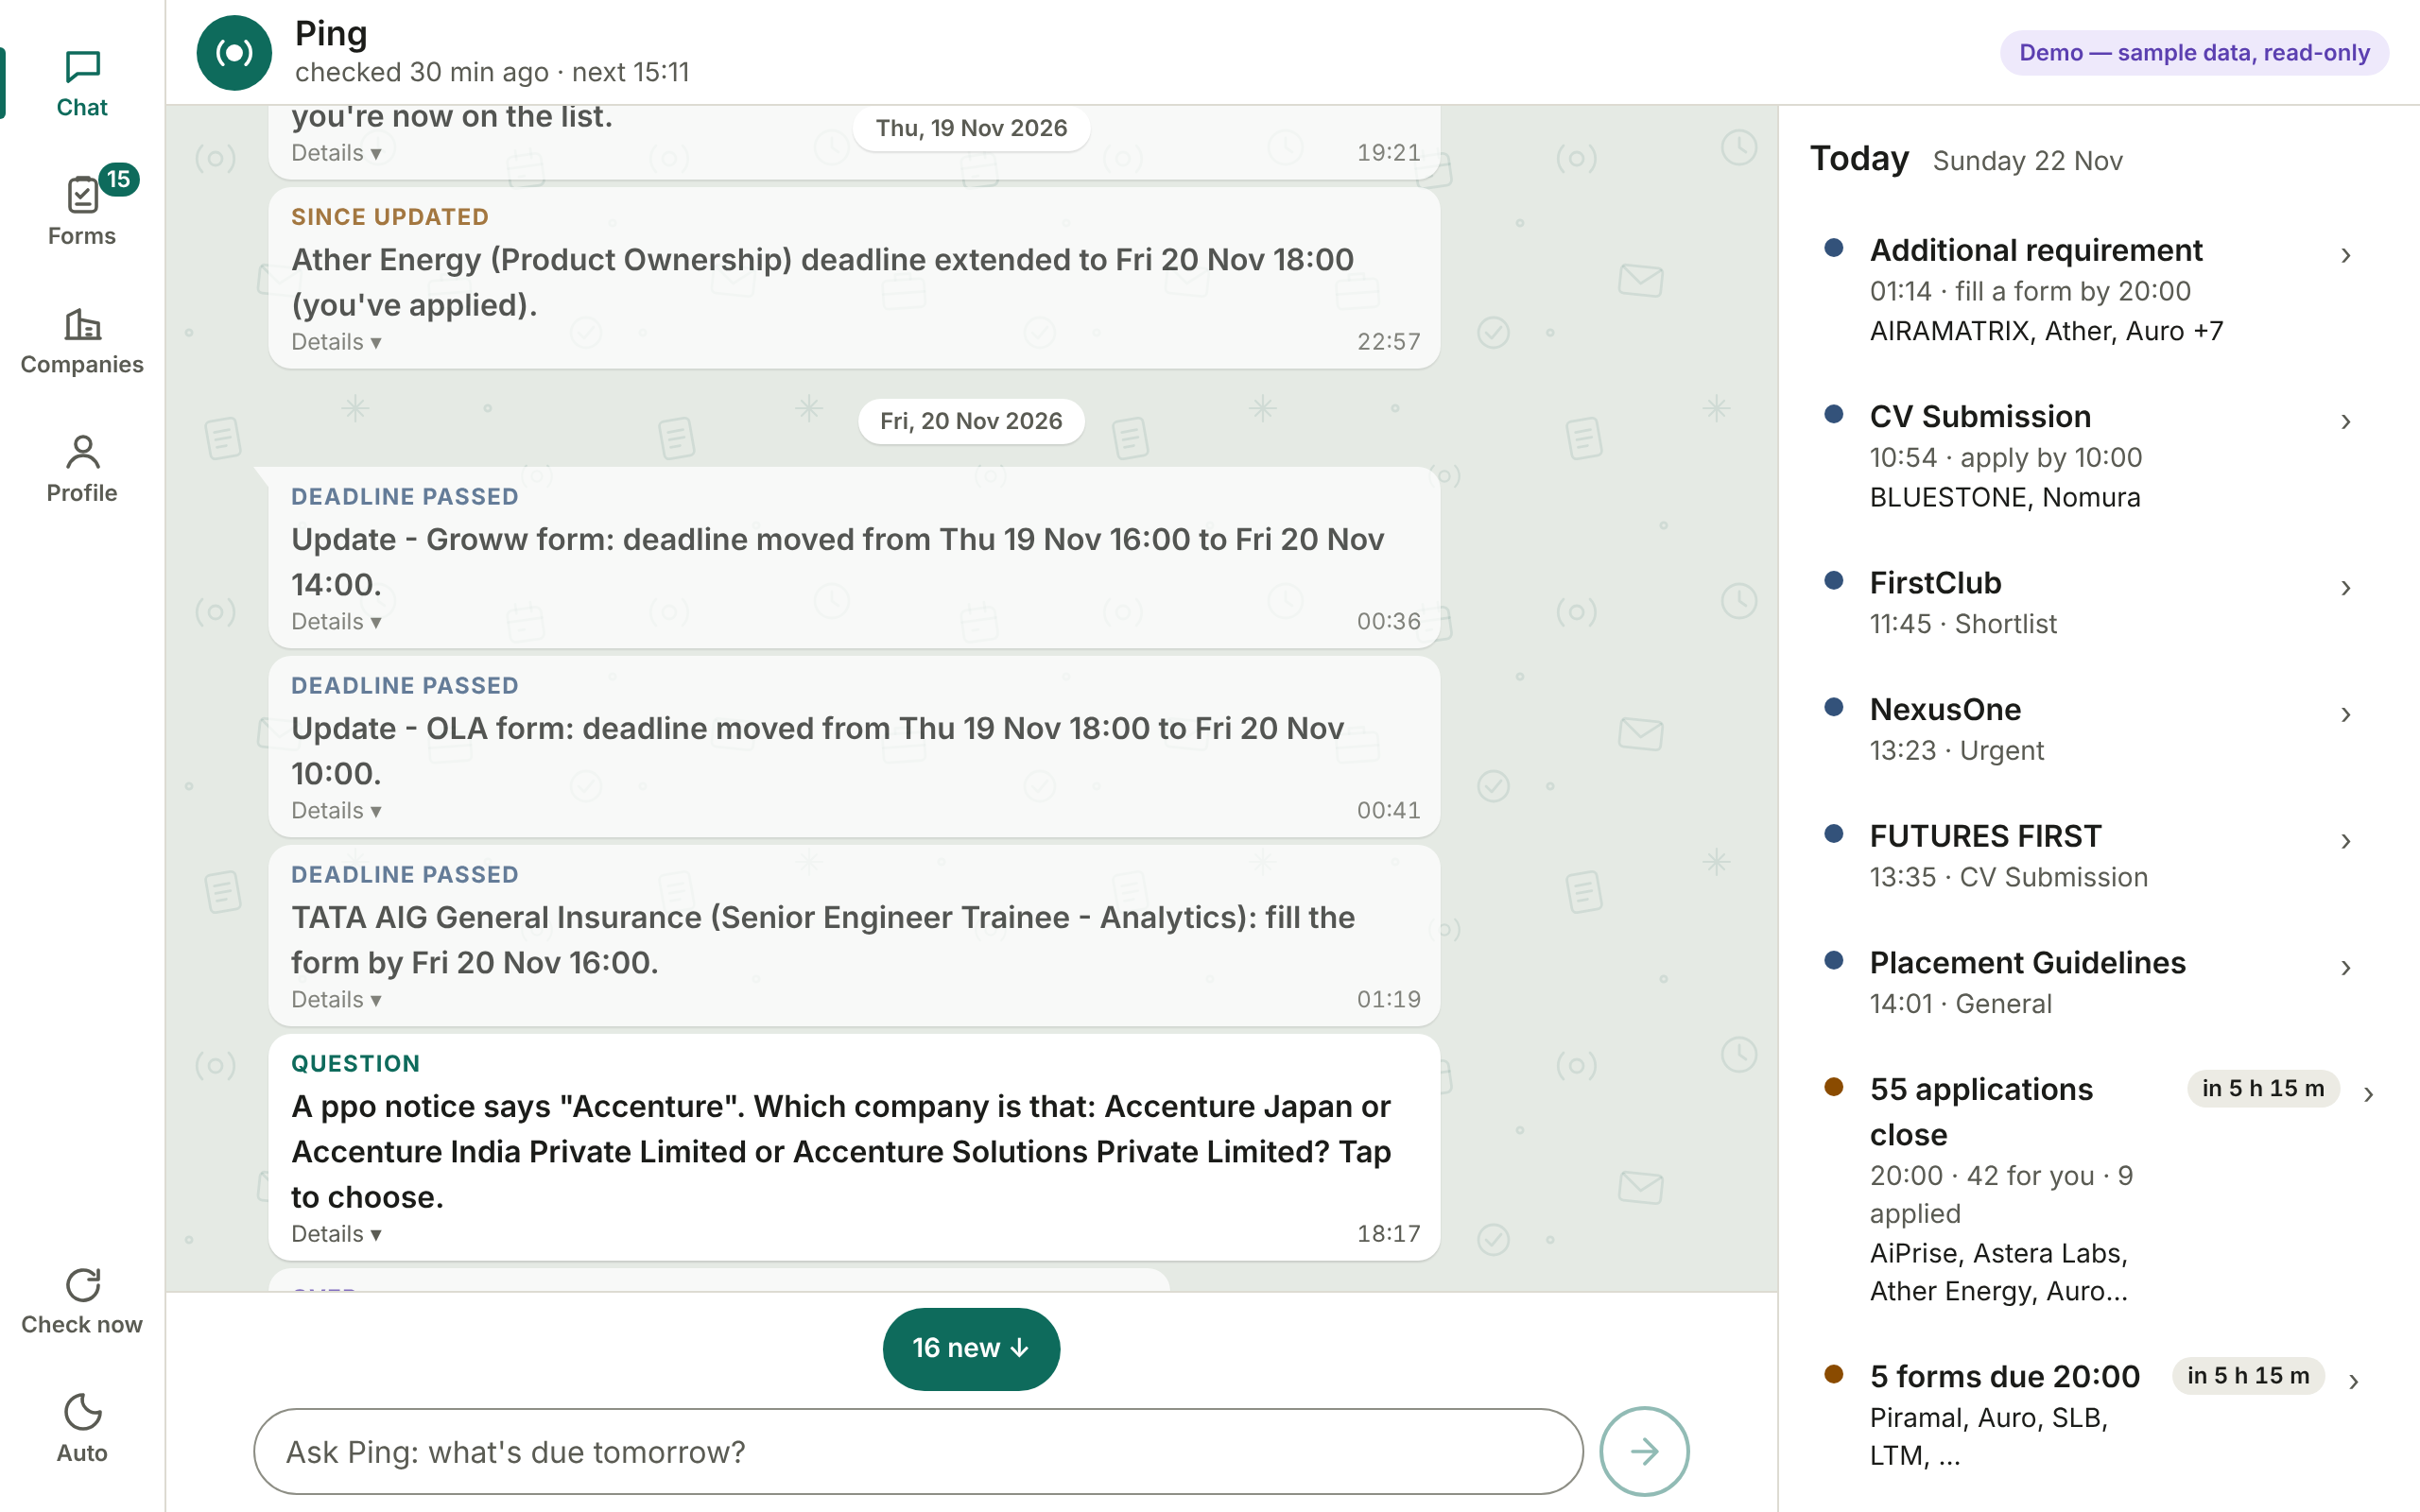 Chat
15
Forms
Companies
Profile
Check now
Auto
Ping
checked 30 min ago · next 15:11
Demo — sample data, read-only
you're now on the list.
Thu, 19 Nov 2026
Details ▾
19:21
SINCE UPDATED
Ather Energy (Product Ownership) deadline extended to Fri 20 Nov 18:00
(you've applied).
Details ▾
22:57
Fri, 20 Nov 2026
DEADLINE PASSED
Update - Groww form: deadline moved from Thu 19 Nov 16:00 to Fri 20 Nov
14:00.
Details ▾
00:36
DEADLINE PASSED
Update - OLA form: deadline moved from Thu 19 Nov 18:00 to Fri 20 Nov
10:00.
Details ▾
00:41
DEADLINE PASSED
TATA AIG General Insurance (Senior Engineer Trainee - Analytics): fill the
form by Fri 20 Nov 16:00.
Details ▾
01:19
QUESTION
A ppo notice says "Accenture". Which company is that: Accenture Japan or
Accenture India Private Limited or Accenture Solutions Private Limited? Tap
to choose.
Details ▾
18:17
16 new ↓
Ask Ping: what's due tomorrow?
Today Sunday 22 Nov
Additional requirement
01:14 · fill a form by 20:00
AIRAMATRIX, Ather, Auro +7
CV Submission
10:54 · apply by 10:00
BLUESTONE, Nomura
FirstClub
11:45 · Shortlist
NexusOne
13:23 · Urgent
FUTURES FIRST
13:35 · CV Submission
Placement Guidelines
14:01 · General
55 applications
close
in 5 h 15 m
20:00 · 42 for you · 9
applied
AiPrise, Astera Labs,
Ather Energy, Auro...
5 forms due 20:00
in 5 h 15 m
Piramal, Auro, SLB,
LTM, ...